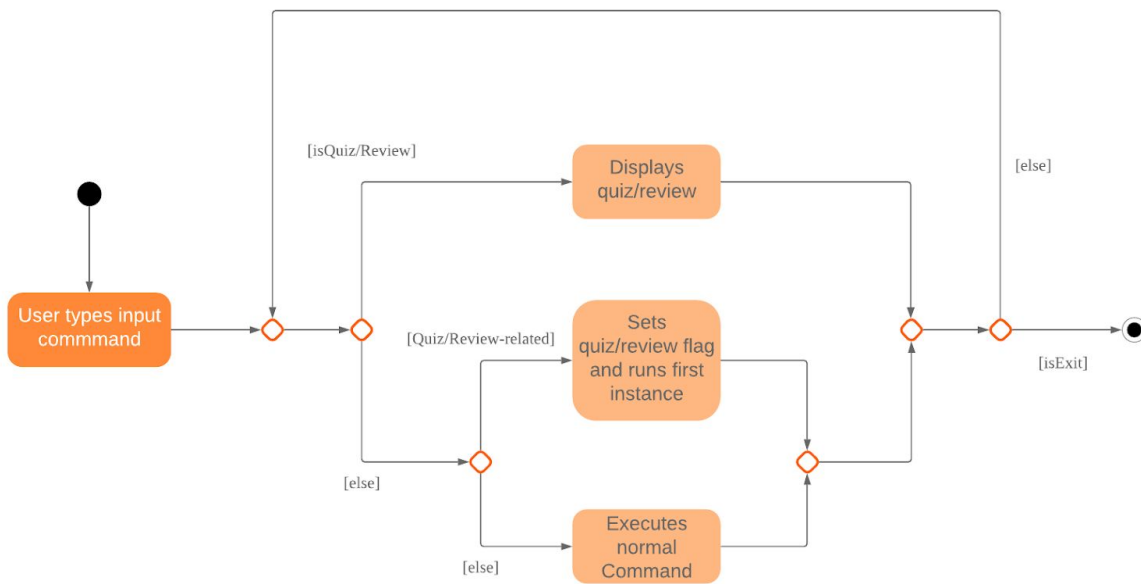 [isQuiz/Review]
Displays
quiz/review
[else]
User types input
commmand
[Quiz/Review-related]
Sets
quiz/review flag
and runs first
instance
[isExit]
[else]
[else]
Executes
normal
Command